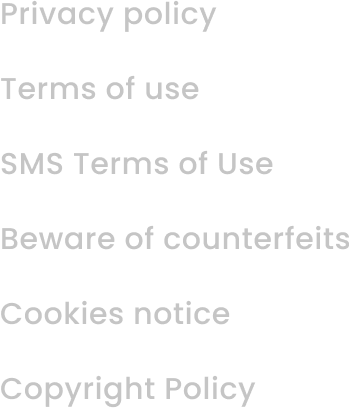 Privacy policy
Terms of use
SMS Terms of Use
Beware of counterfeits
Cookies notice
Copyright Policy